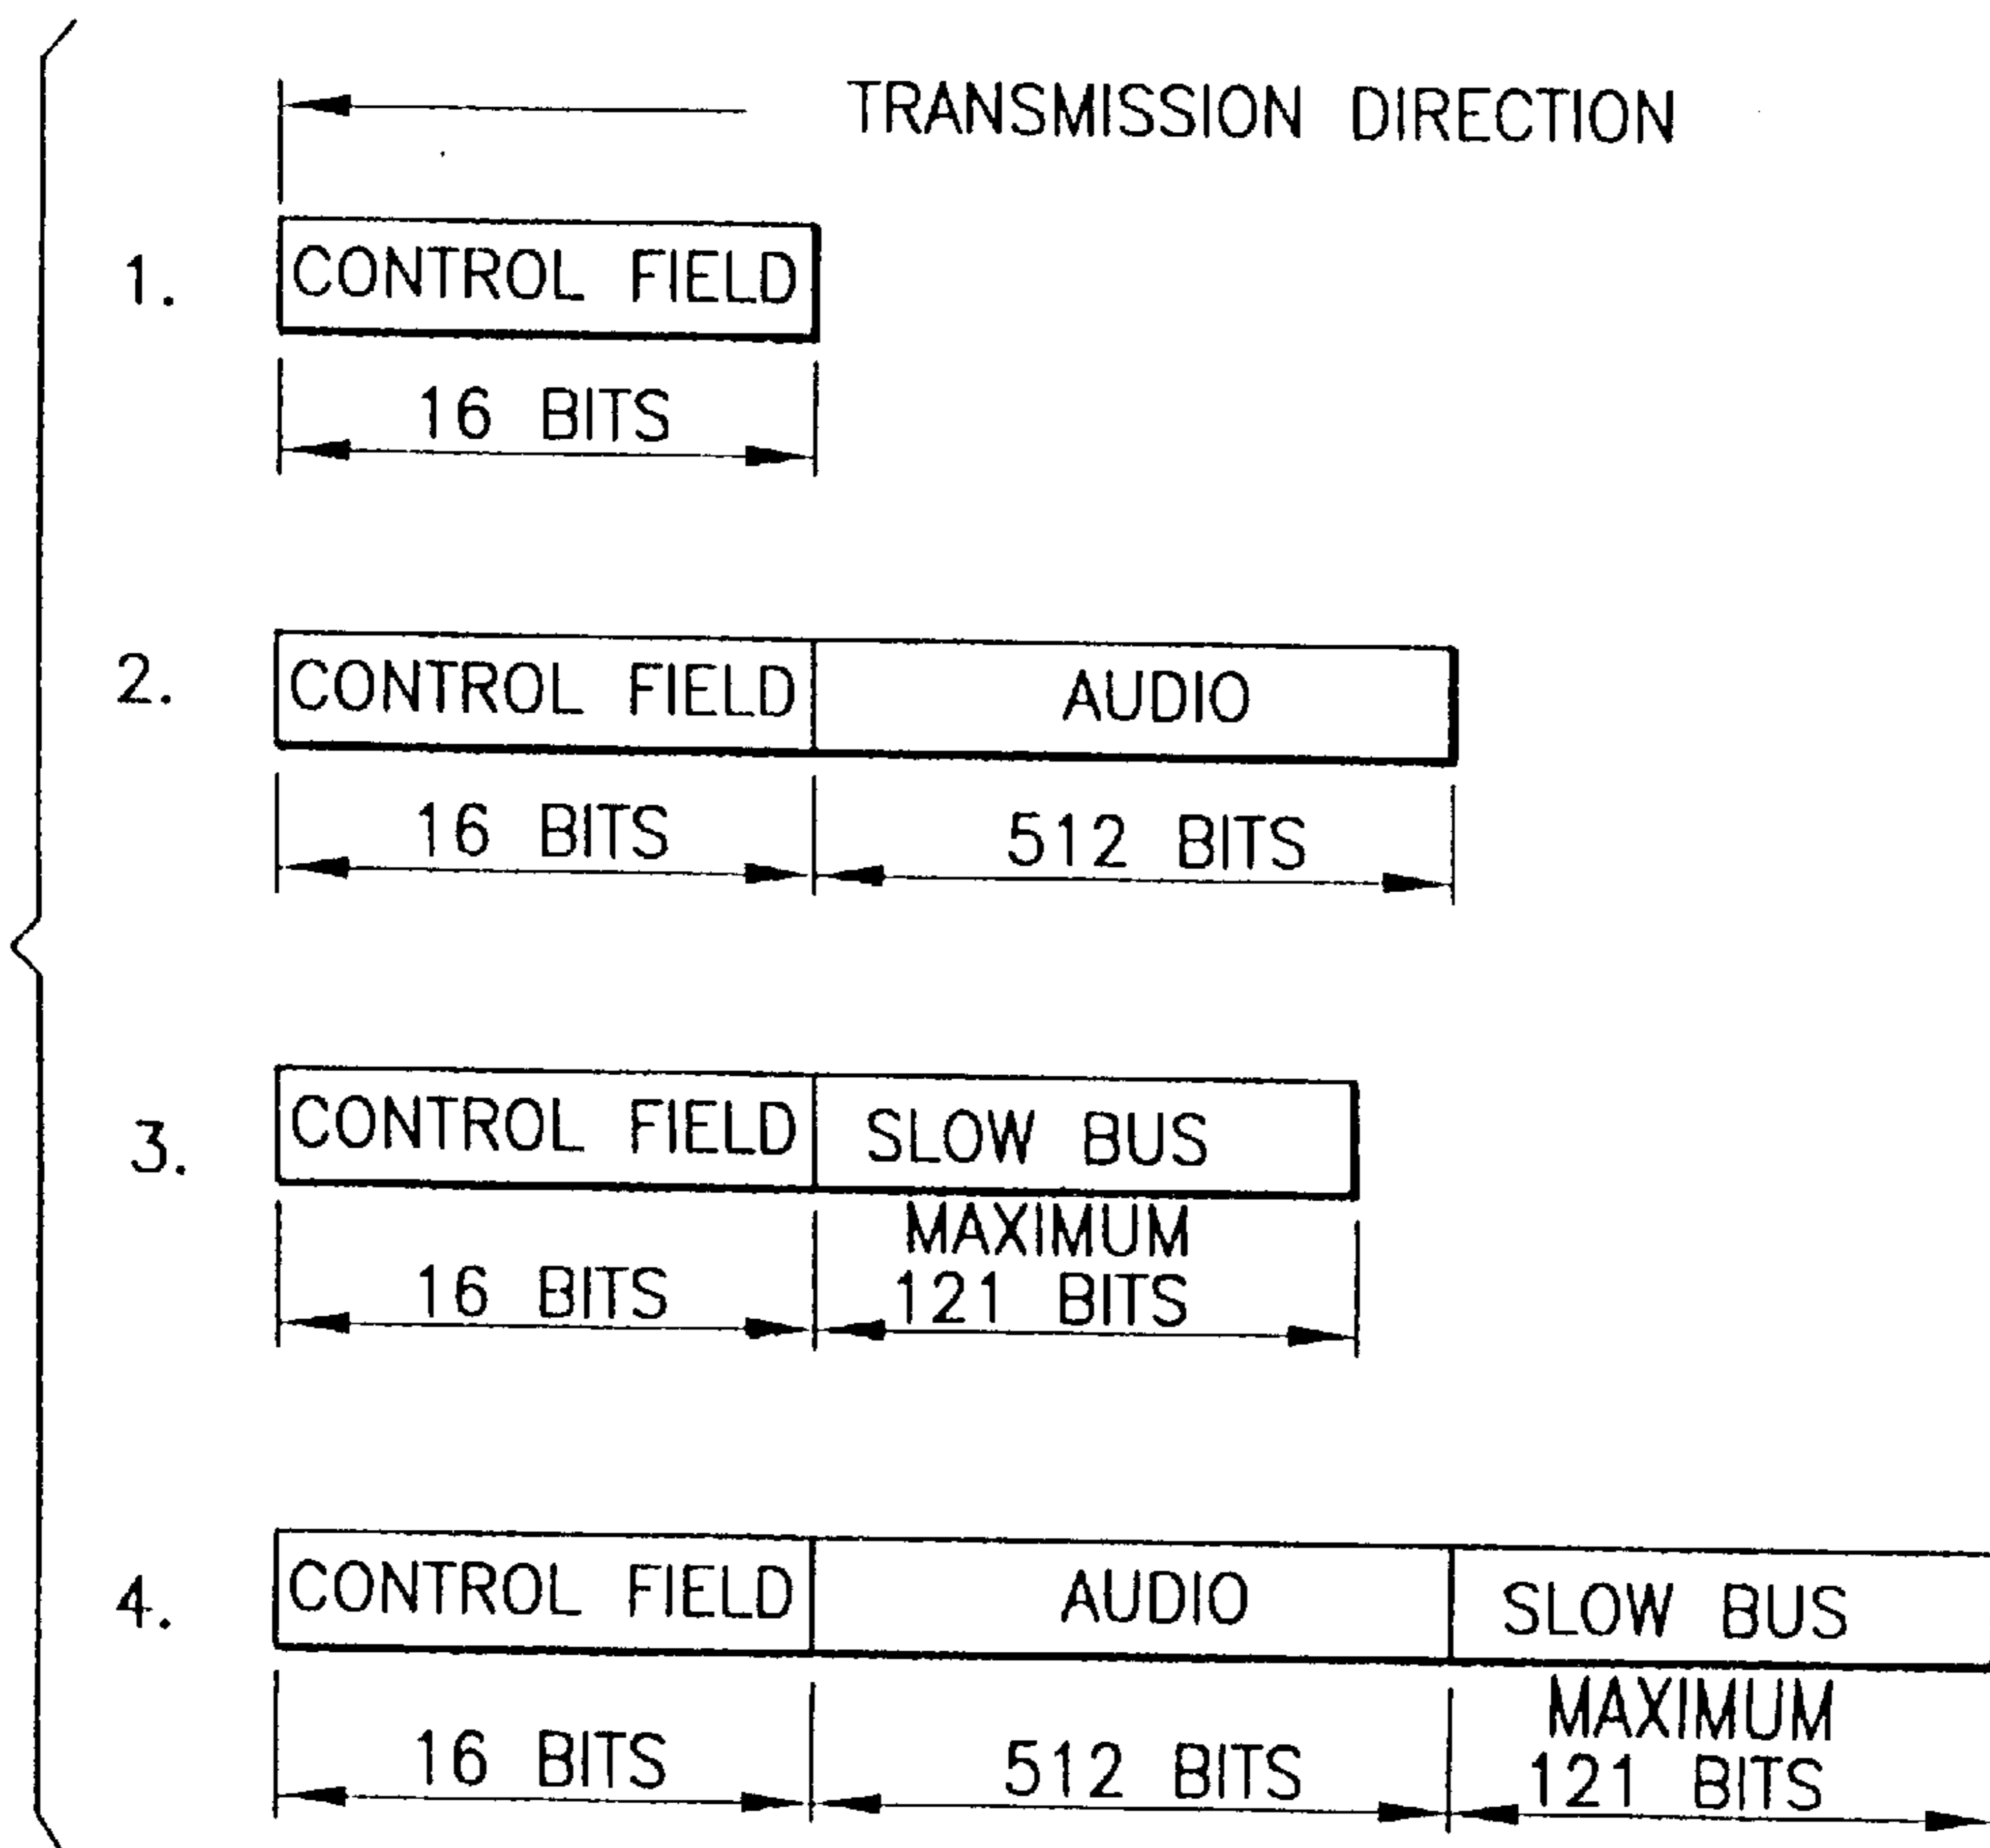 TRANSMISSION DIRECTION
1.
CONTROL FIELD
16 BITS
2.
CONTROL FIELD AUDIO
16 BITS 512 BITS
3.
CONTROL FIELD SLOW BUS
MAXIMUM
16 BITS 121 BITS
4.
CONTROL FIELD AUDIO SLOW BUS
MAXIMUM
16 BITS 512 BITS 121 BITS